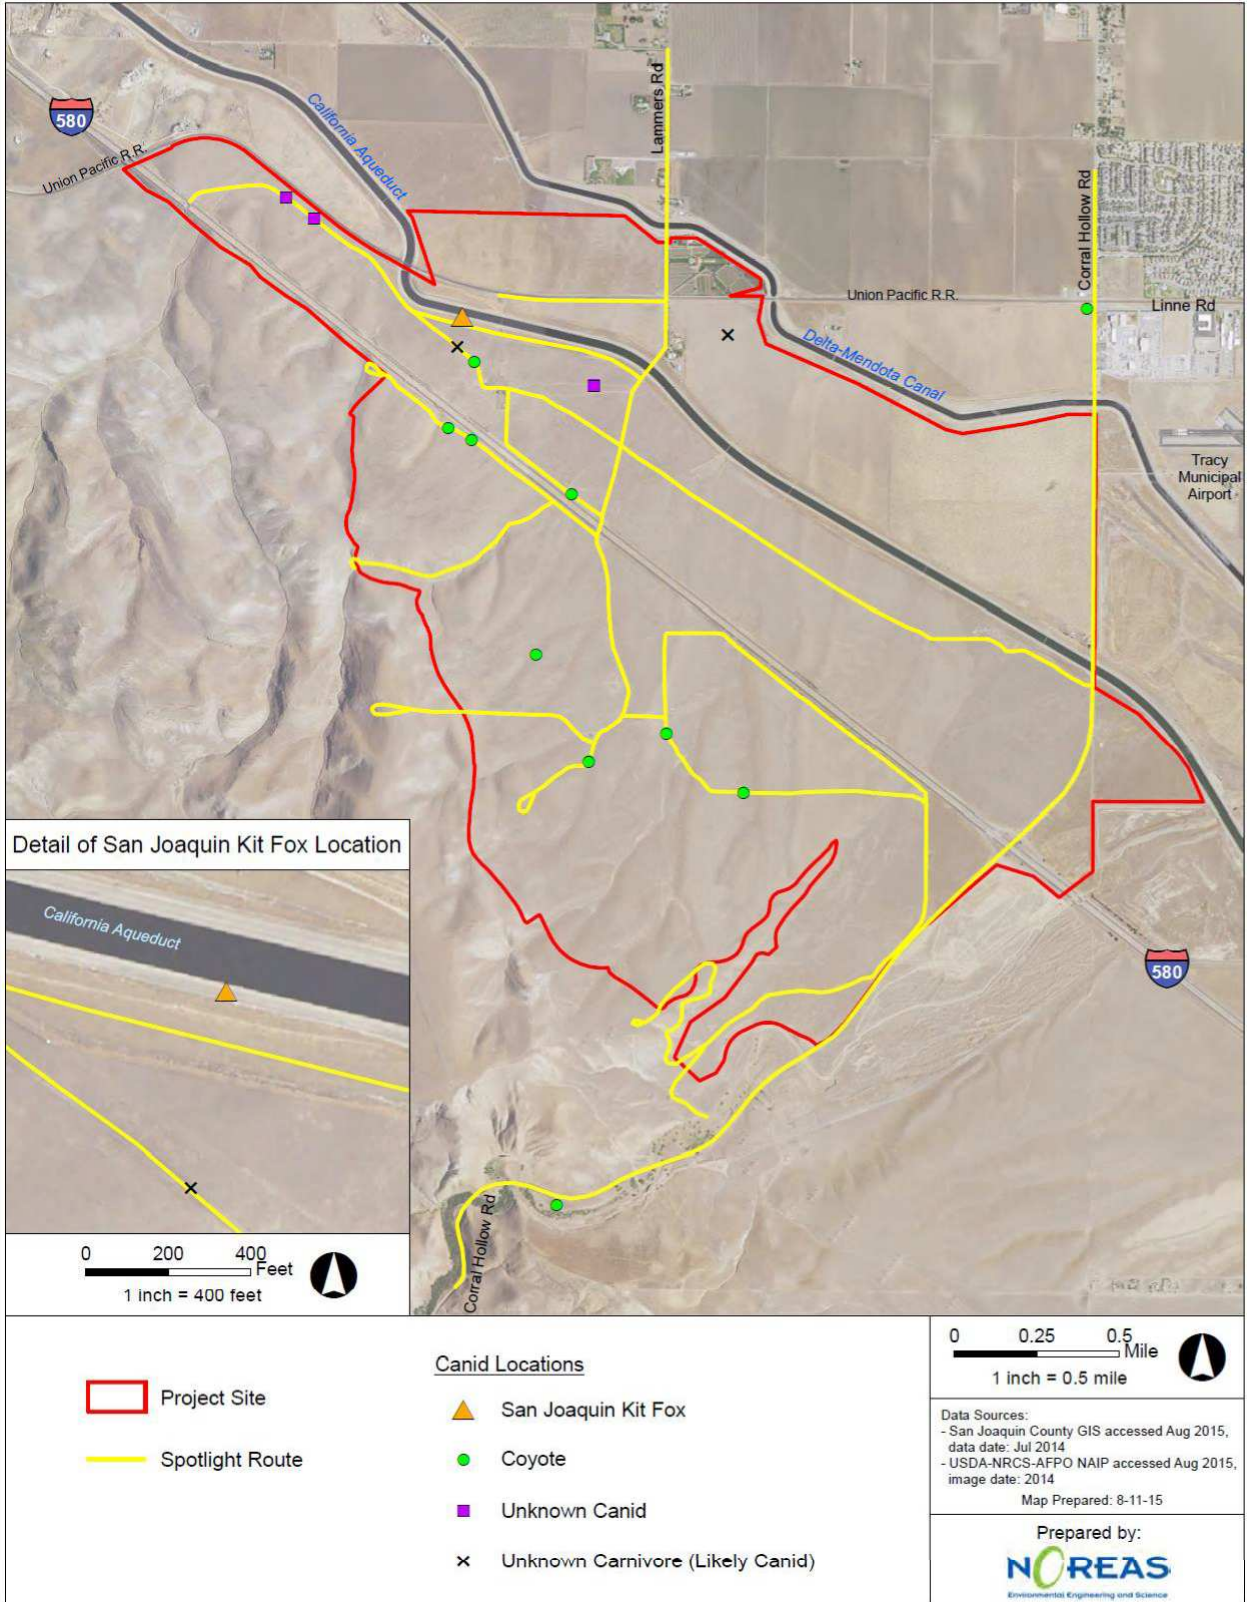 580
Union Pacific R.R.
California Aqueduct
Lammers Rd
Corral Hollow Rd
Union Pacific R.R.
Linne Rd
Delta-Mendota Canal
Tracy
Municipal
Airport
580
Corral Hollow Rd
Detail of San Joaquin Kit Fox Location
California Aqueduct
0 200 400
Feet
1 inch = 400 feet
Project Site
Spotlight Route
Canid Locations
San Joaquin Kit Fox
Coyote
Unknown Canid
Unknown Carnivore (Likely Canid)
0 0.25 0.5
Mile
1 inch = 0.5 mile
Data Sources:
- San Joaquin County GIS accessed Aug 2015,
data date: Jul 2014
- USDA-NRCS-AFPO NAIP accessed Aug 2015,
image date: 2014
Map Prepared: 8-11-15
Prepared by:
NOREAS
Environmental Engineering and Science